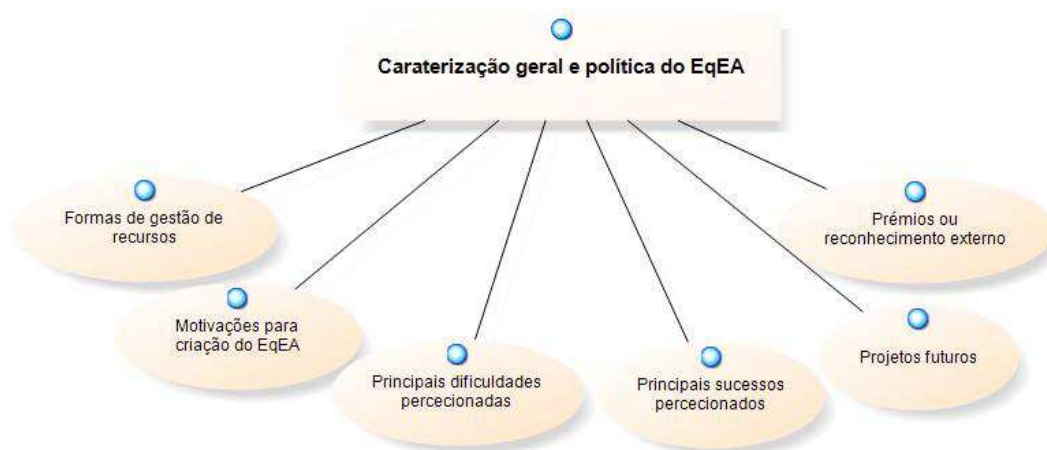 Caraterização geral e política do EqEA
Formas de gestão de
recursos
Motivações para
criação do EqEA
Principais dificuldades
percecionadas
Principais sucessos
percecionados
Projetos futuros
Prémios ou
reconhecimento externo